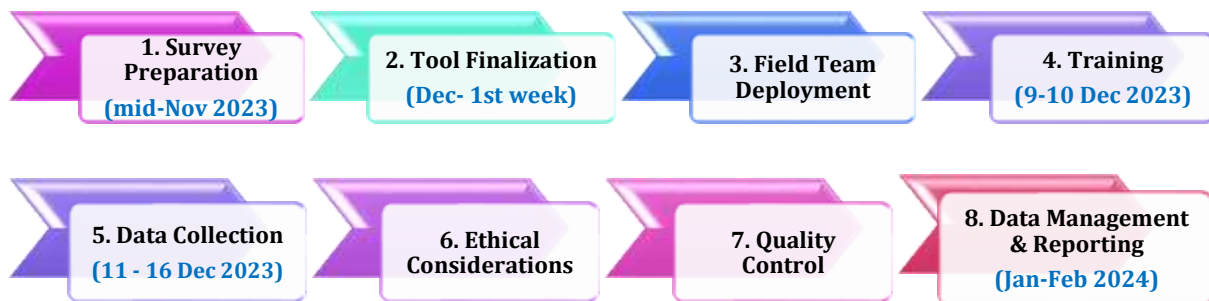 1. Survey
Preparation
(mid-Nov 2023)
2. Tool Finalization
(Dec- 1st week)
3. Field Team
Deployment
4. Training
(9-10 Dec 2023)
5. Data Collection
(11 - 16 Dec 2023)
6. Ethical
Considerations
7. Quality
Control
8. Data Management
& Reporting
(Jan-Feb 2024)